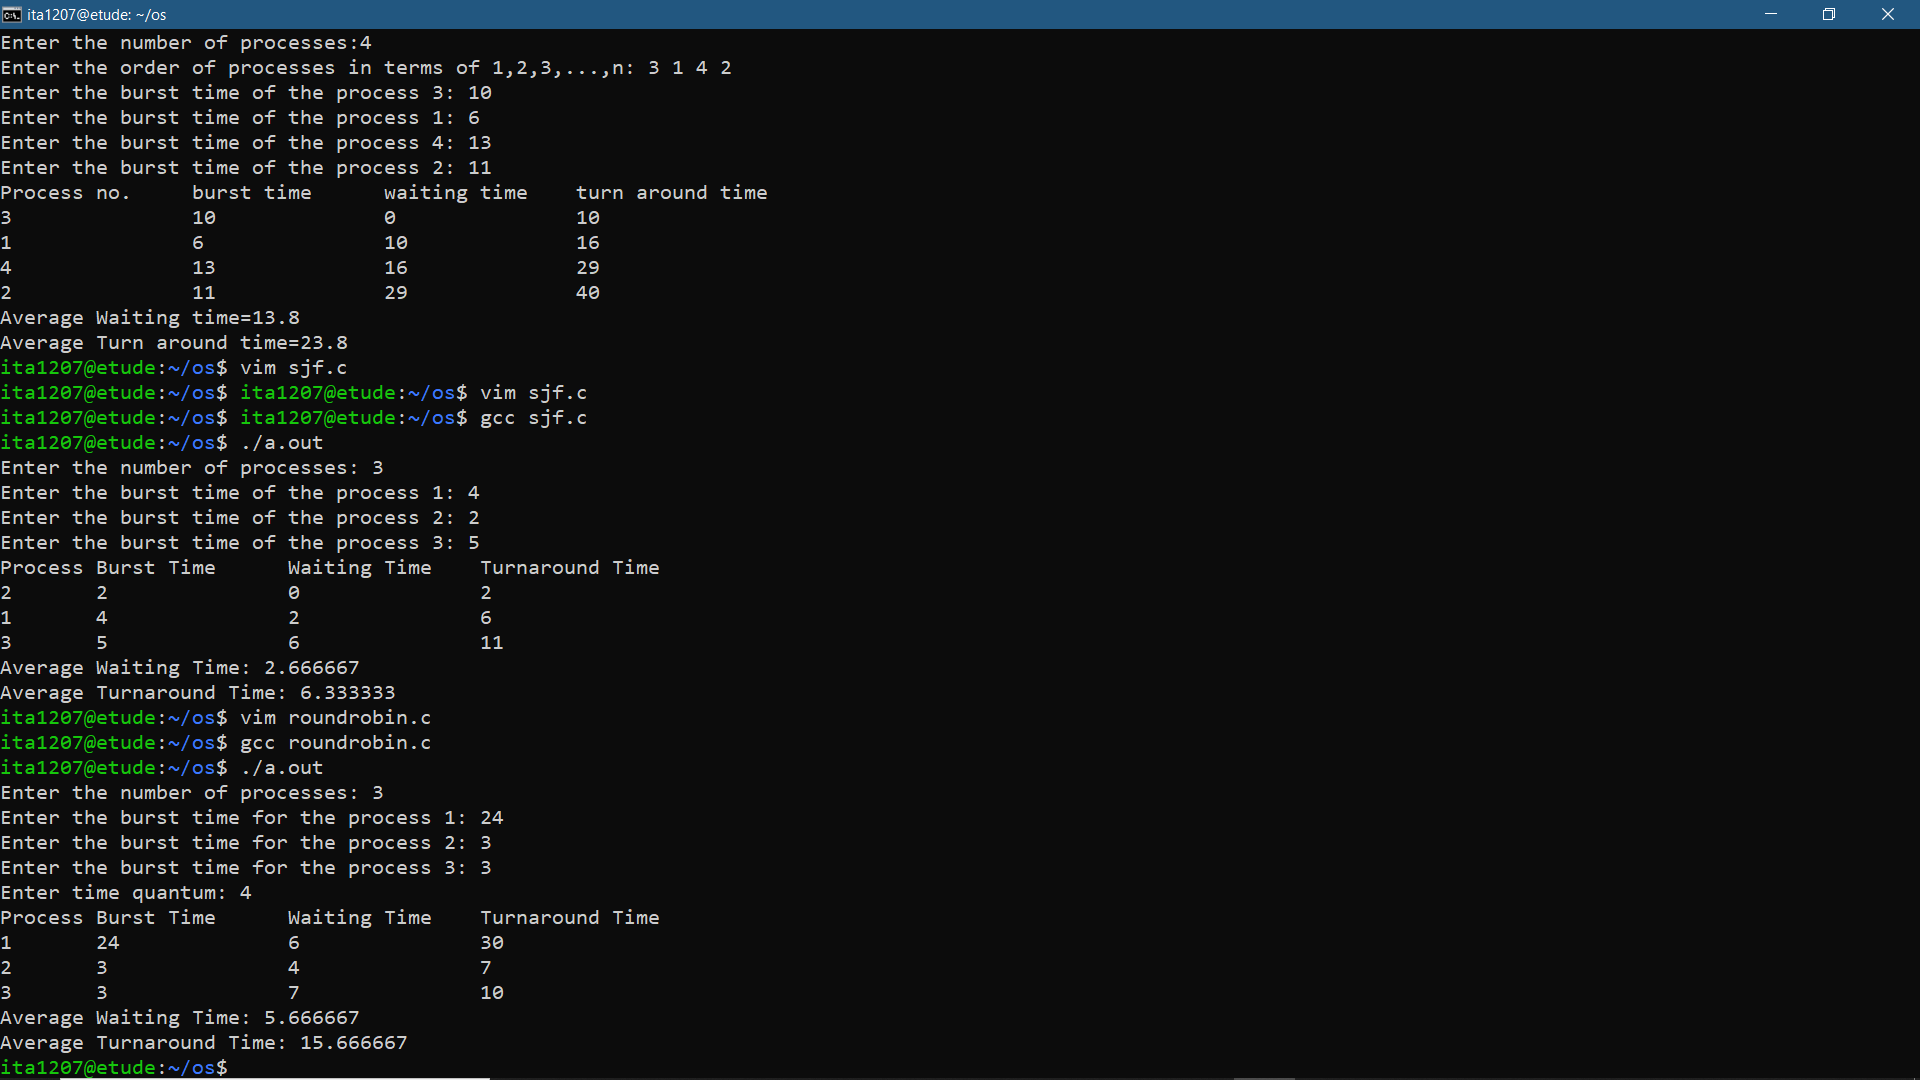 ita1207@etude: ~/os
Enter the number of processes:4
Enter the order of processes in terms of 1,2,3,...,n: 3 1 4 2
Enter the burst time of the process 3: 10
Enter the burst time of the process 1: 6
Enter the burst time of the process 4: 13
Enter the burst time of the process 2: 11
Process no.     burst time      waiting time    turn around time
3               10              0               10
1               6               10              16
4               13              16              29
2               11              29              40
Average Waiting time=13.8
Average Turn around time=23.8
ita1207@etude:~/os$ vim sjf.c
ita1207@etude:~/os$ ita1207@etude:~/os$ vim sjf.c
ita1207@etude:~/os$ ita1207@etude:~/os$ gcc sjf.c
ita1207@etude:~/os$ ./a.out
Enter the number of processes: 3
Enter the burst time of the process 1: 4
Enter the burst time of the process 2: 2
Enter the burst time of the process 3: 5
Process Burst Time      Waiting Time    Turnaround Time
2       2               0               2
1       4               2               6
3       5               6               11
Average Waiting Time: 2.666667
Average Turnaround Time: 6.333333
ita1207@etude:~/os$ vim roundrobin.c
ita1207@etude:~/os$ gcc roundrobin.c
ita1207@etude:~/os$ ./a.out
Enter the number of processes: 3
Enter the burst time for the process 1: 24
Enter the burst time for the process 2: 3
Enter the burst time for the process 3: 3
Enter time quantum: 4
Process Burst Time      Waiting Time    Turnaround Time
1       24              6               30
2       3               4               7
3       3               7               10
Average Waiting Time: 5.666667
Average Turnaround Time: 15.666667
ita1207@etude:~/os$